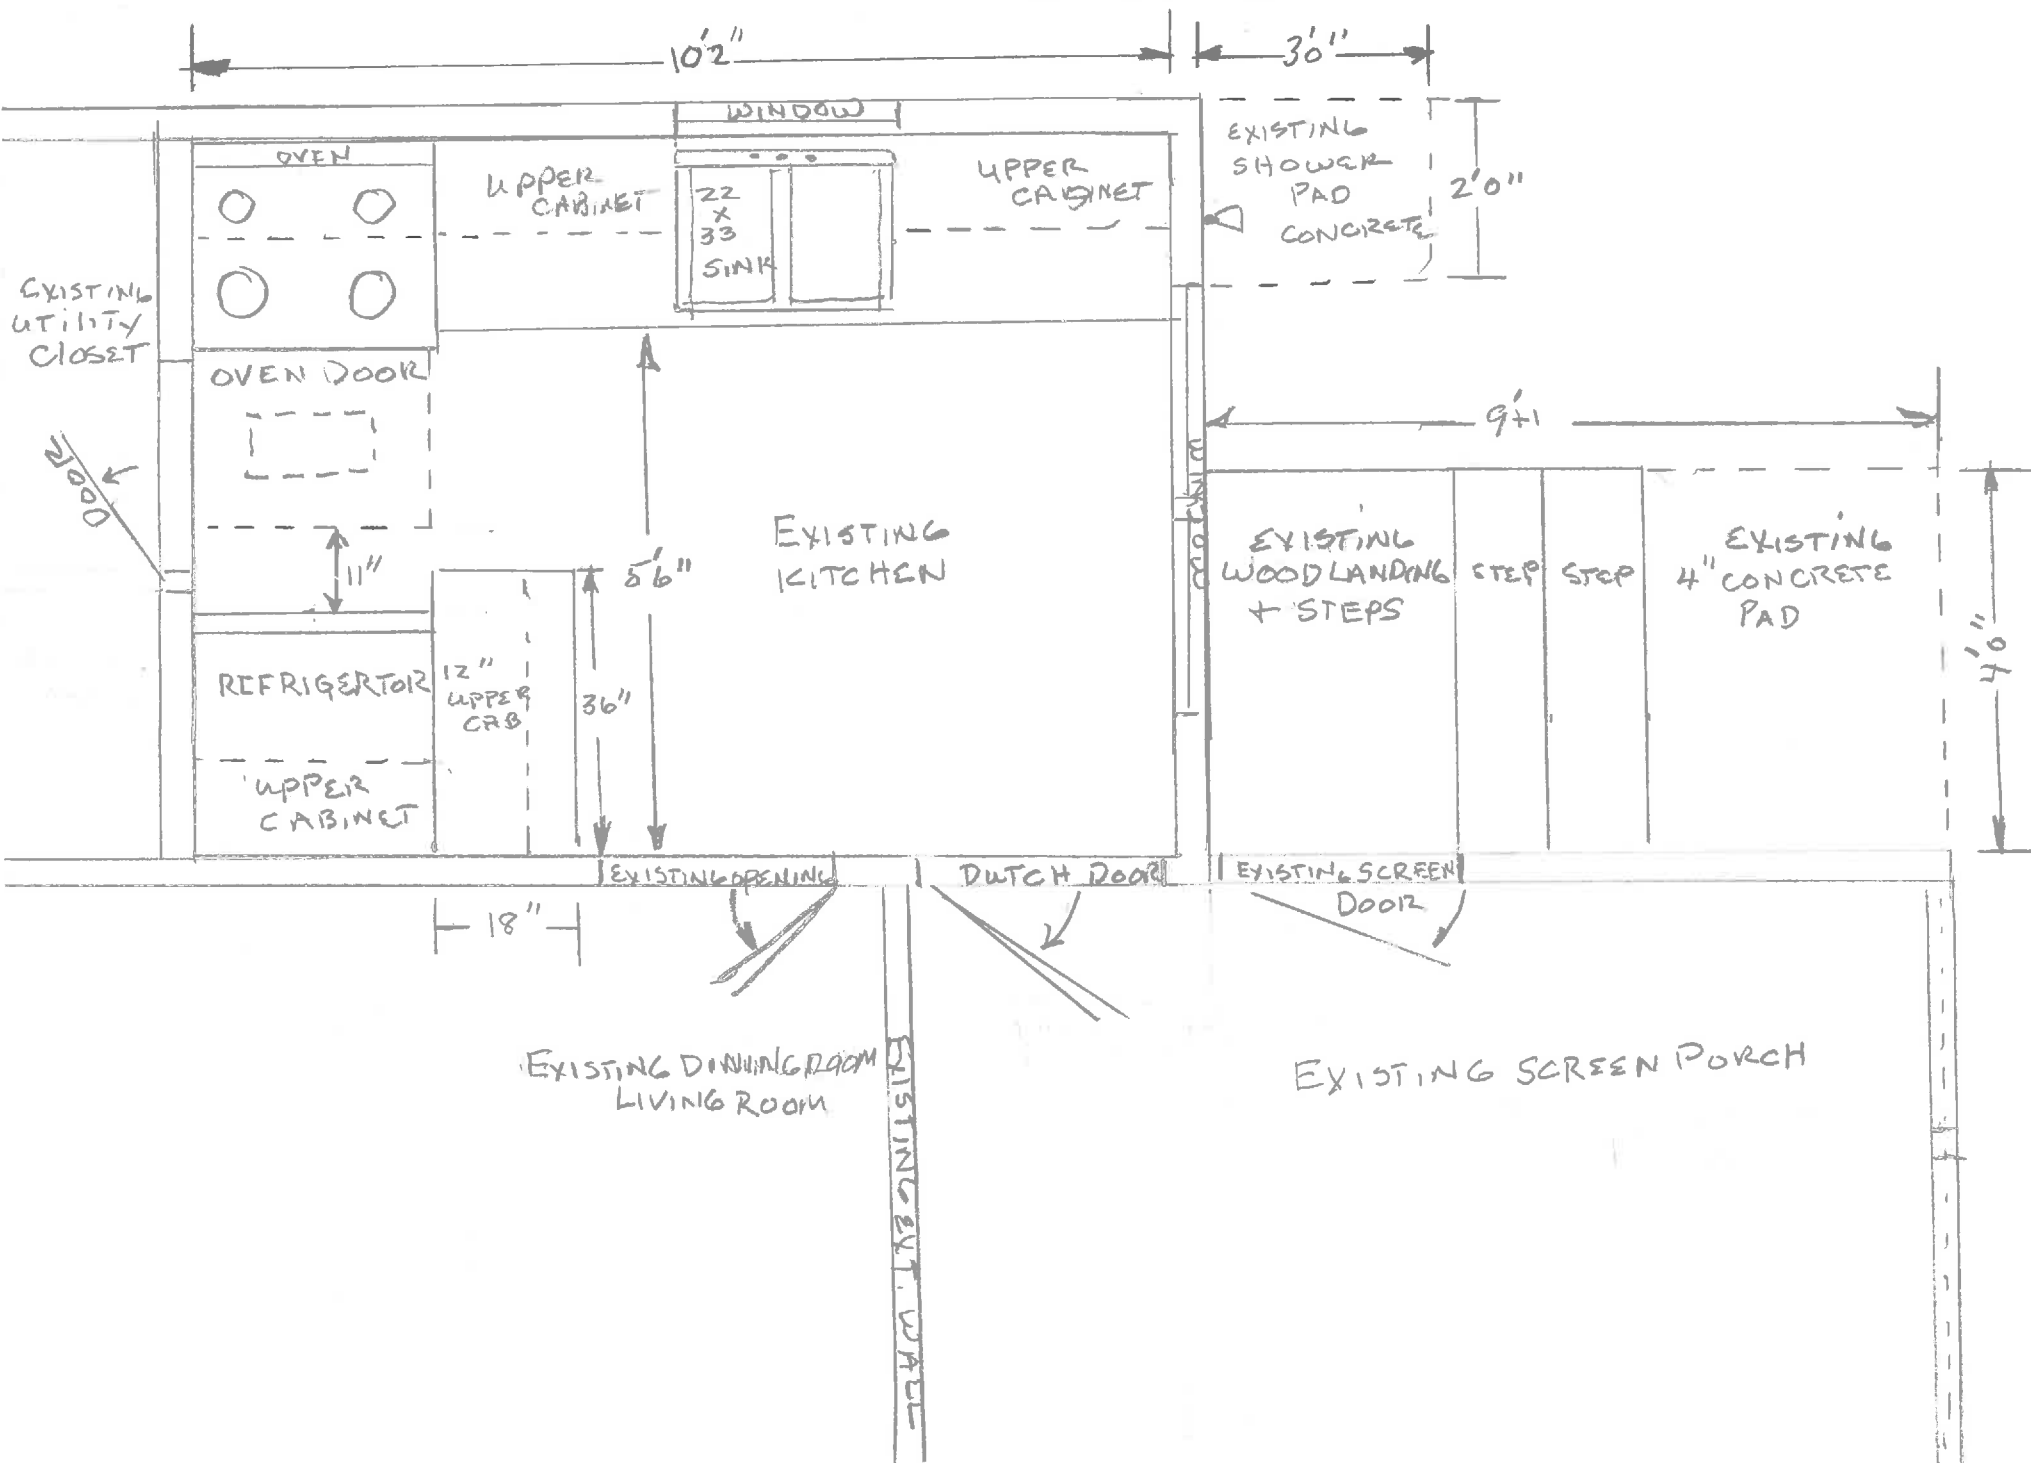 10'2"
3'0"
WINDOW
OVEN
UPPER
CABINET
22
X
33
SINK
UPPER
CABINET
EXISTING
SHOWER
PAD
CONCRETE
2'0"
EXISTING
UTILITY
CLOSET
OVEN DOOR
DOOR
11"
5'6"
EXISTING
KITCHEN
WINDOW
9'+1
EXISTING
WOOD LANDING
+ STEPS
STEP
STEP
EXISTING
4" CONCRETE
PAD
4'9"
REFRIGERTOR
12"
UPPER
CAB
36"
UPPER
CABINET
EXISTING OPENING
DUTCH DOOR
EXISTING SCREEN
DOOR
18"
EXISTING DINNING ROOM
LIVING ROOM
EXISTING EXT. WALL
EXISTING SCREEN PORCH